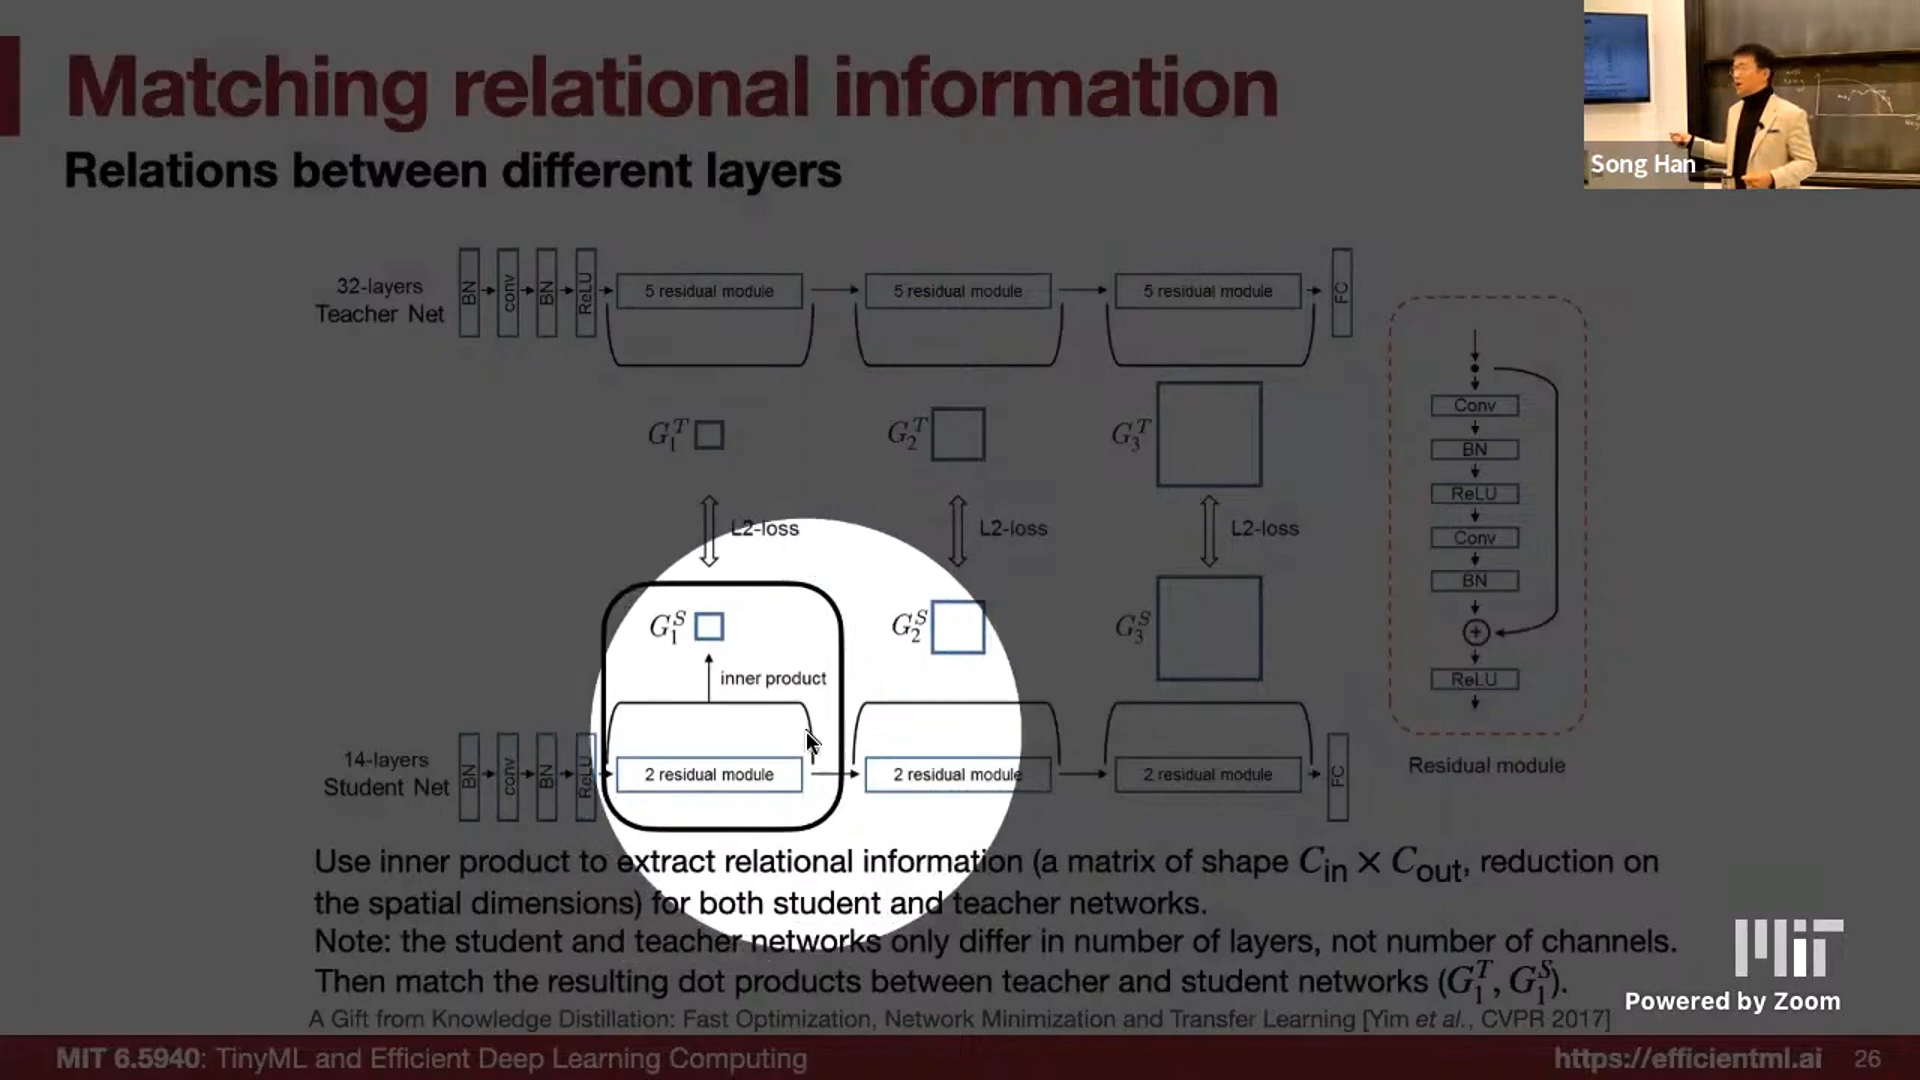 Matching relational information
Song Han
Relations between different layers
32-layers
Teacher Net
BN
conv
BN
ReLU
5 residual module
5 residual module
5 residual module
FC
G₁ᵀ
G₂ᵀ
G₃ᵀ
L2-loss
L2-loss
L2-loss
G₁ˢ
G₂ˢ
G₃ˢ
inner product
14-layers
Student Net
BN
conv
BN
ReLU
2 residual module
2 residual module
2 residual module
FC
Conv
BN
ReLU
Conv
BN
+
ReLU
Residual module
Use inner product to extract relational information (a matrix of shape C_in × C_out, reduction on
the spatial dimensions) for both student and teacher networks.
Note: the student and teacher networks only differ in number of layers, not number of channels.
Then match the resulting dot products between teacher and student networks (G₁ᵀ, G₁ˢ).
A Gift from Knowledge Distillation: Fast Optimization, Network Minimization and Transfer Learning [Yim et al., CVPR 2017]
MIT
Powered by Zoom
MIT 6.5940: TinyML and Efficient Deep Learning Computing
https://efficientml.ai
26